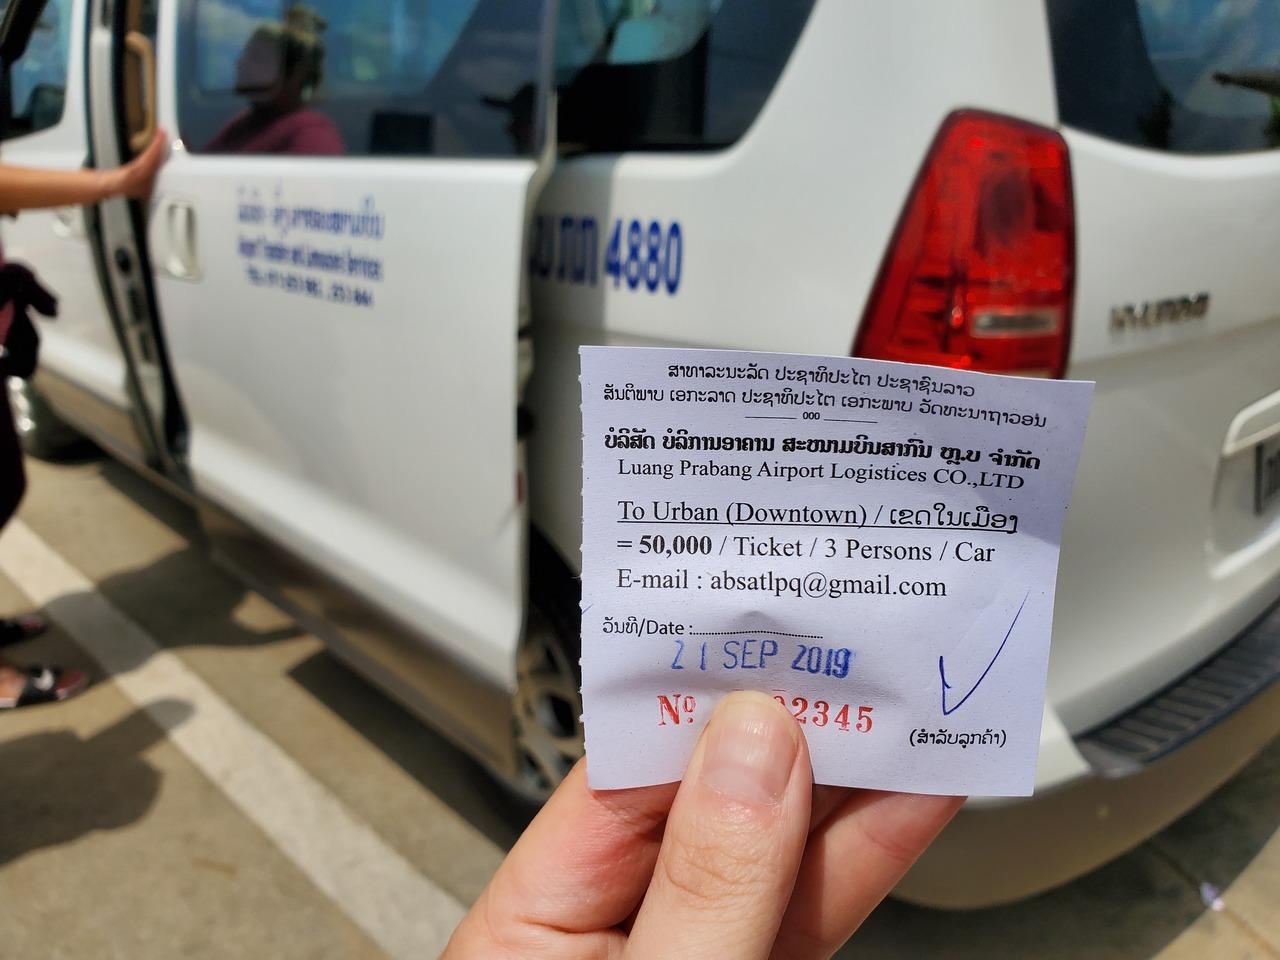 4880
HYUNDAI
ສາທາລະນະລັດ ປະຊາທິປະໄຕ ປະຊາຊົນລາວ
ສັນຕິພາບ ເອກະລາດ ປະຊາທິປະໄຕ ເອກະພາບ ວັດທະນາຖາວອນ
ooo
ບໍລິສັດ ບໍລິການອາຄານ ສະໜາມບິນສາກົນ ຫຼ.ບ ຈຳກັດ
Luang Prabang Airport Logistices CO.,LTD
To Urban (Downtown) / ເຂດໃນເມືອງ
= 50,000 / Ticket / 3 Persons / Car
E-mail : absatlpq@gmail.com
ວັນທີ/Date :
21 SEP 2019
Nº 2345
(ສຳລັບລູກຄ້າ)